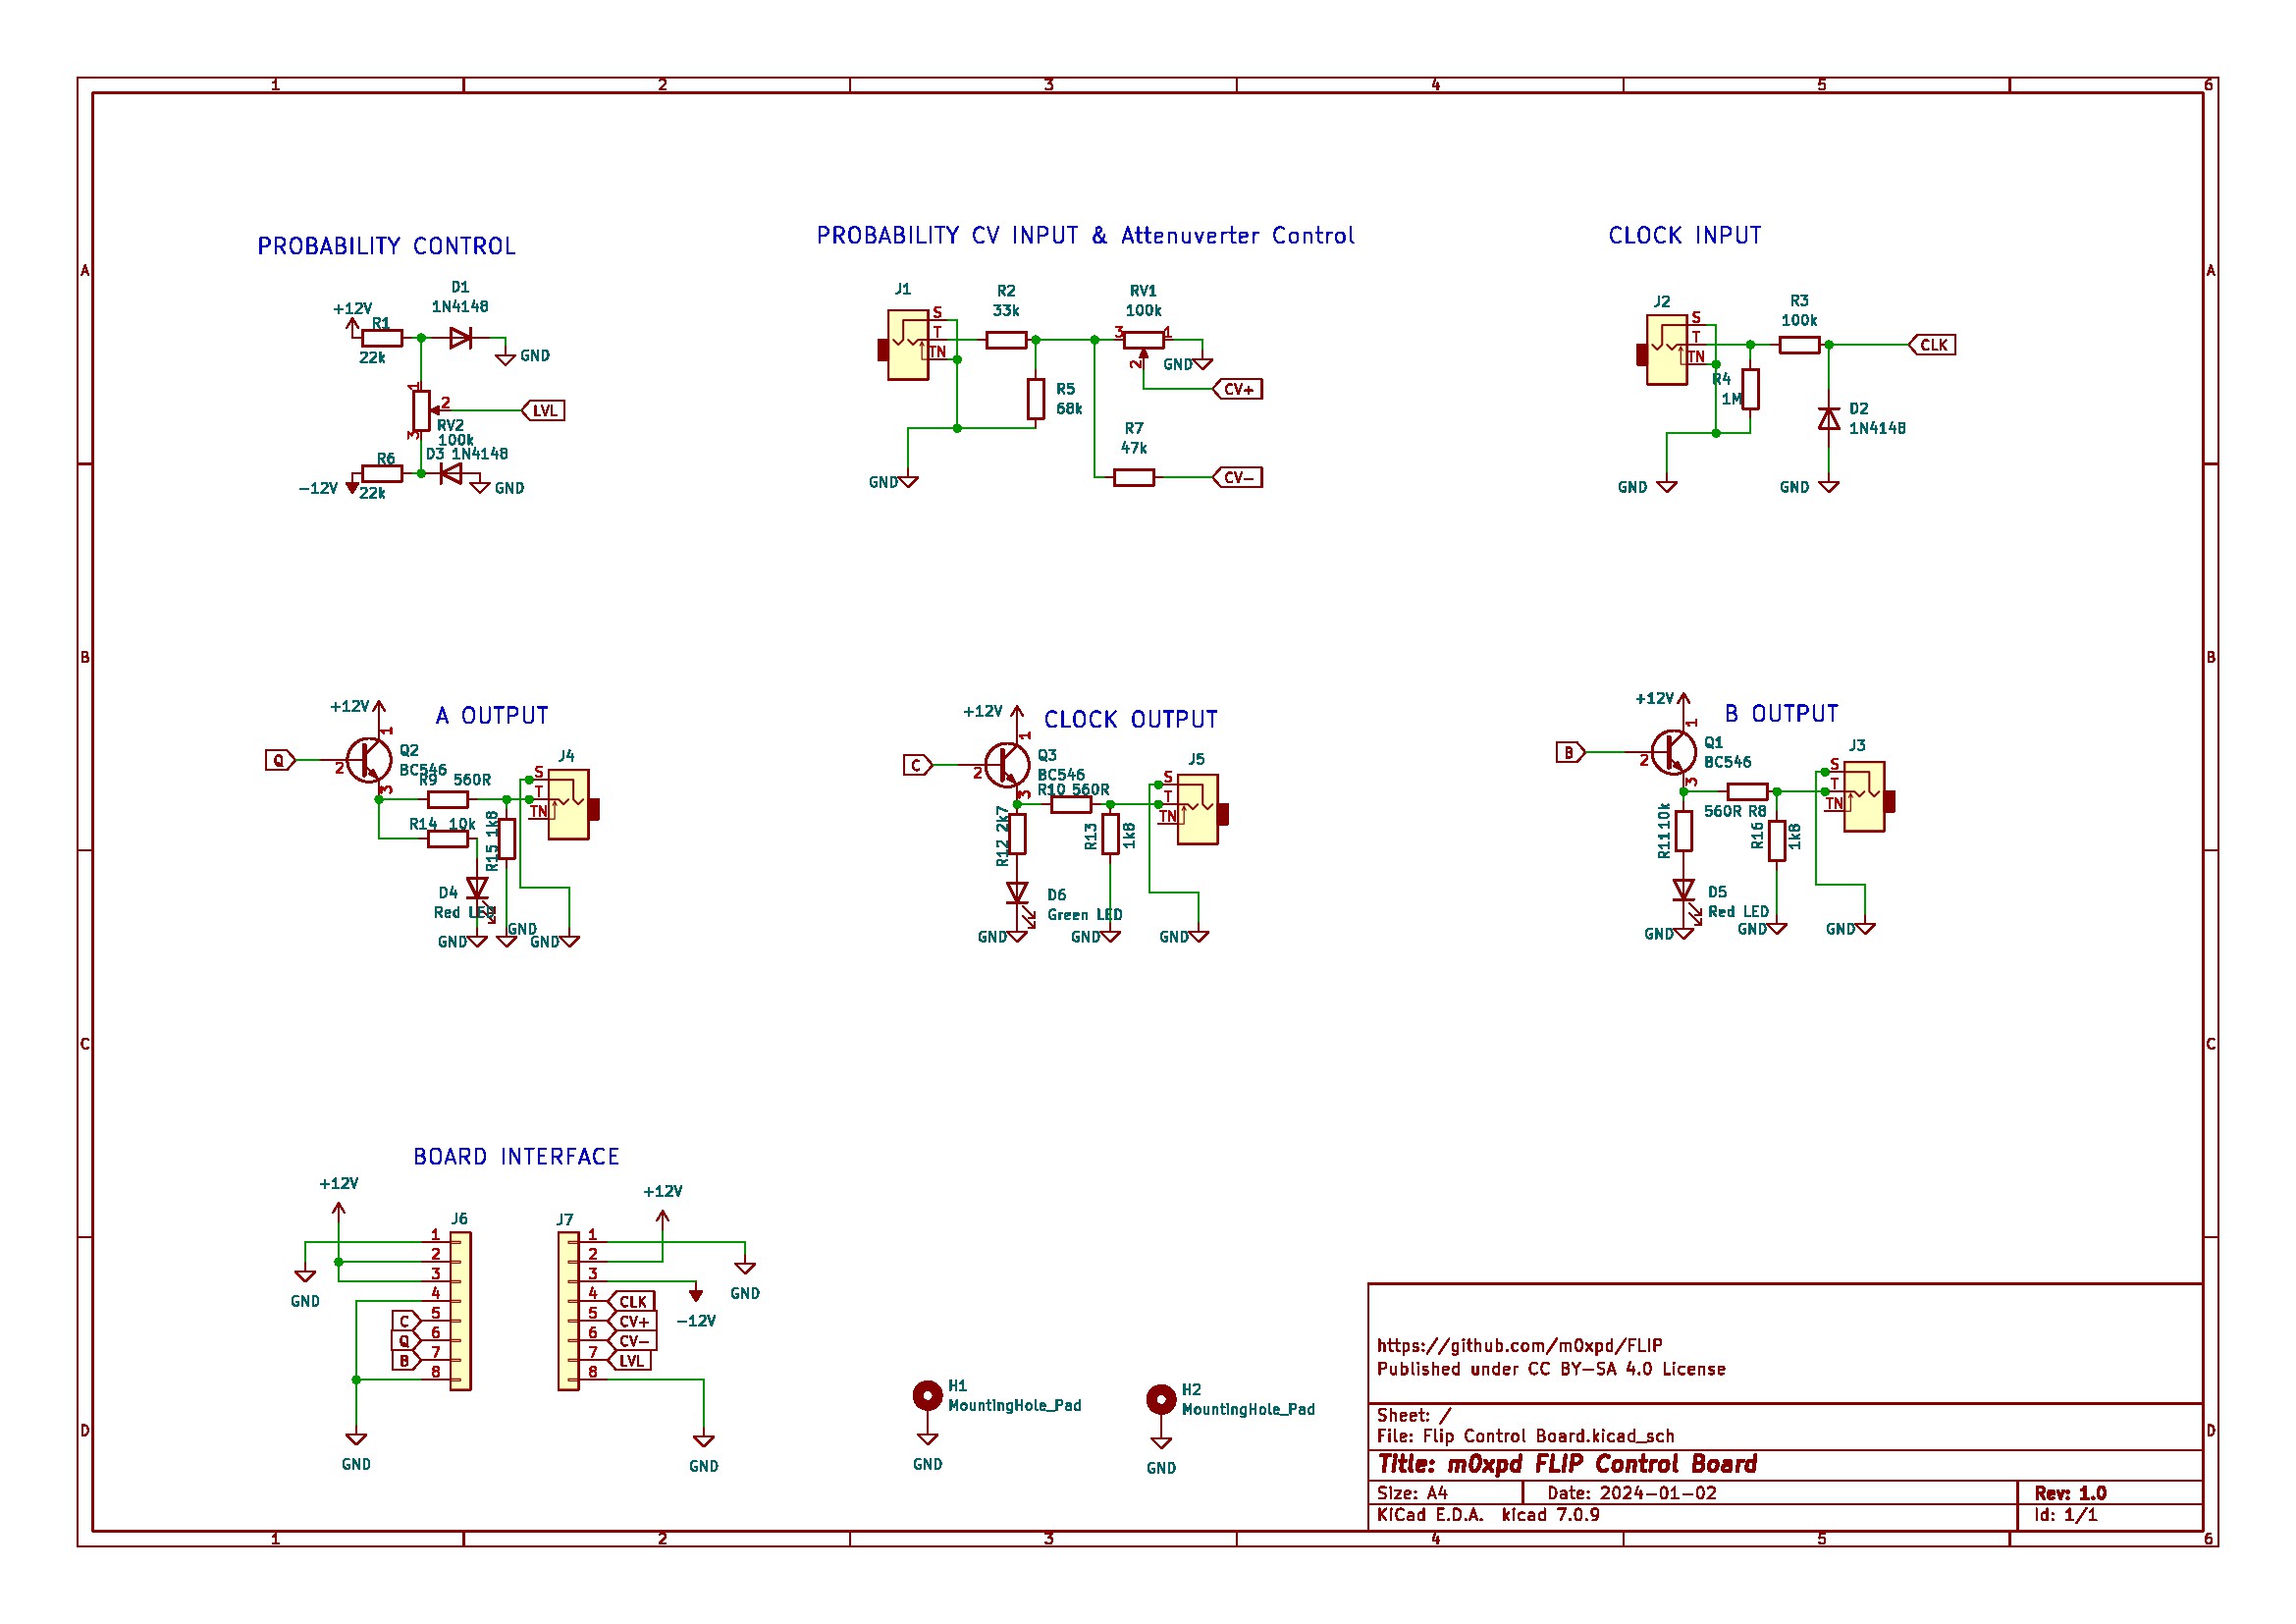 1 2 3 4 5 6
A A
PROBABILITY CONTROL
+12V
R1
22k
D1
1N4148
GND
1
2
3
RV2
100k
LVL
R6
22k
-12V
D3 1N4148
GND
PROBABILITY CV INPUT & Attenuverter Control
J1
S
T
TN
R2
33k
RV1
100k
3
1
2
GND
CV+
R5
68k
R7
47k
CV-
GND
CLOCK INPUT
J2
S
T
TN
R3
100k
CLK
R4
1M
D2
1N4148
GND
GND
B B
A OUTPUT
+12V
1
Q
2
3
Q2
BC546
R9 560R
R14 10k
R15 1k8
J4
S
T
TN
D4
Red LED
GND
GND
GND
CLOCK OUTPUT
+12V
1
C
2
3
Q3
BC546
R10 560R
R12 2k7
R13
1k8
J5
S
T
TN
D6
Green LED
GND
GND
GND
B OUTPUT
+12V
1
B
2
3
Q1
BC546
560R R8
R11 10k
R16
1k8
J3
S
T
TN
D5
Red LED
GND
GND
GND
C C
BOARD INTERFACE
+12V
J6
1
2
3
4
5
6
7
8
C
Q
B
GND
GND
J7
+12V
1
2
3
4
5
6
7
8
CLK
CV+
CV-
LVL
GND
-12V
GND
H1
MountingHole_Pad
GND
H2
MountingHole_Pad
GND
D D
https://github.com/m0xpd/FLIP
Published under CC BY-SA 4.0 License
Sheet: /
File: Flip Control Board.kicad_sch
Title: m0xpd FLIP Control Board
Size: A4 Date: 2024-01-02 Rev: 1.0
KiCad E.D.A. kicad 7.0.9 Id: 1/1
1 2 3 4 5 6